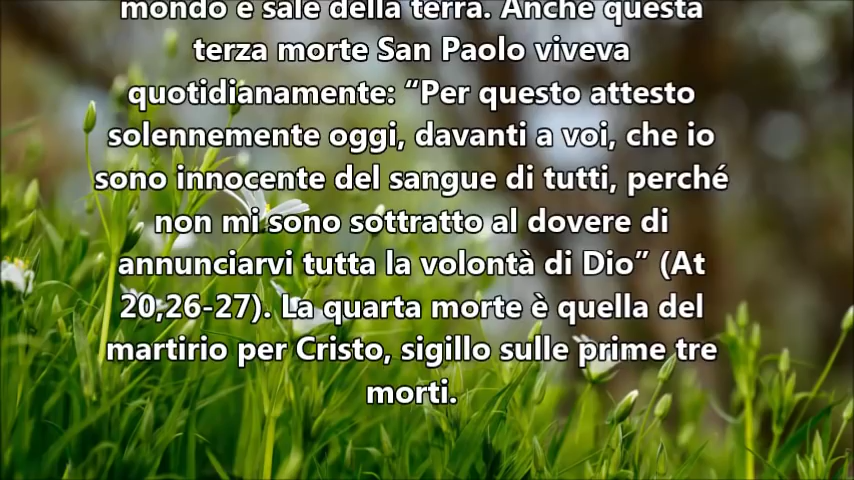 mondo e sale della terra. Anche questa
terza morte San Paolo viveva
quotidianamente: “Per questo attesto
solennemente oggi, davanti a voi, che io
sono innocente del sangue di tutti, perché
non mi sono sottratto al dovere di
annunciarvi tutta la volontà di Dio” (At
20,26-27). La quarta morte è quella del
martirio per Cristo, sigillo sulle prime tre
morti.